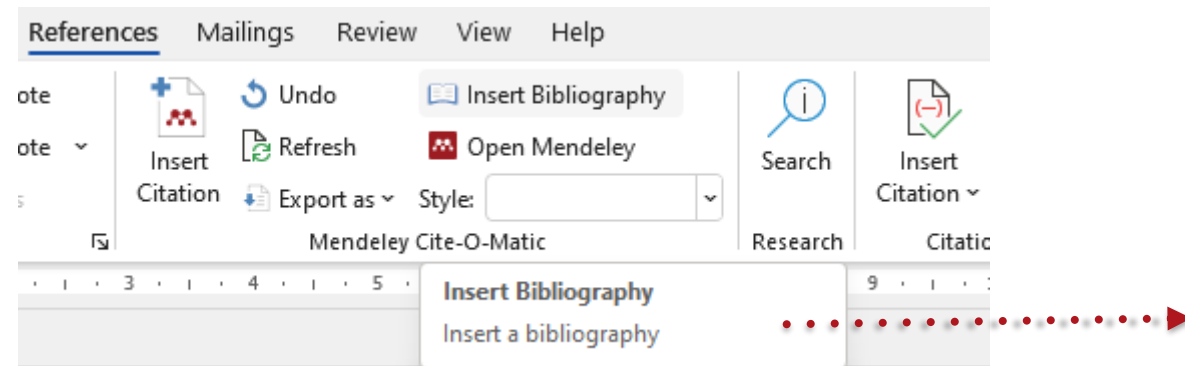 References Mailings Review View Help
ote Undo Insert Bibliography
ote Refresh Open Mendeley
Insert Citation
Export as Style:
Search
Insert Citation
s
Mendeley Cite-O-Matic Research Citatio
3 4 5 9
Insert Bibliography
Insert a bibliography